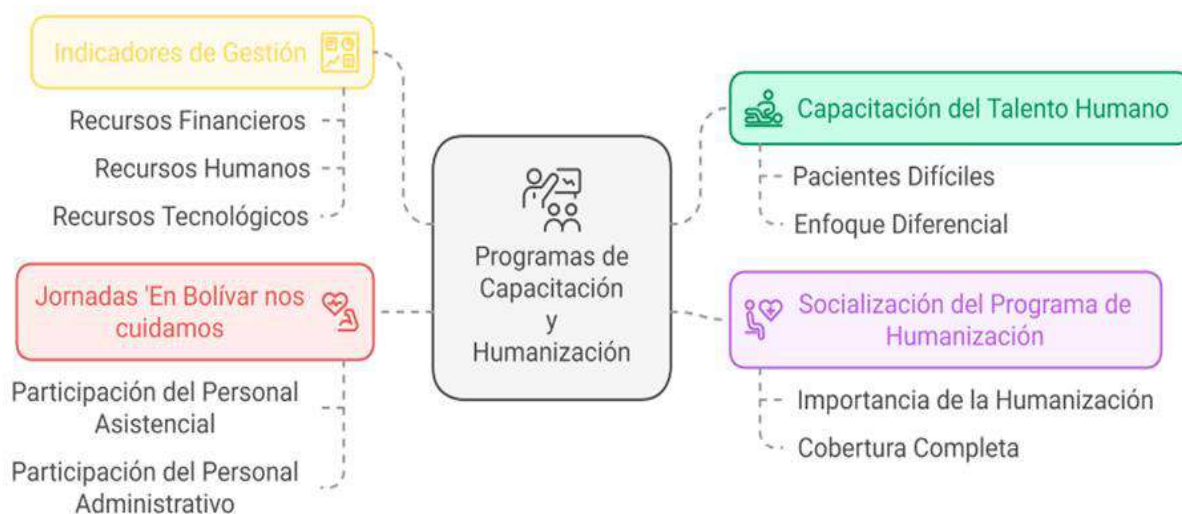 Indicadores de Gestión
Recursos Financieros
Recursos Humanos
Recursos Tecnológicos
Jornadas 'En Bolívar nos
cuidamos
Participación del Personal
Asistencial
Participación del Personal
Administrativo
Programas de
Capacitación
y
Humanización
Capacitación del Talento Humano
Pacientes Difíciles
Enfoque Diferencial
Socialización del Programa de
Humanización
Importancia de la Humanización
Cobertura Completa